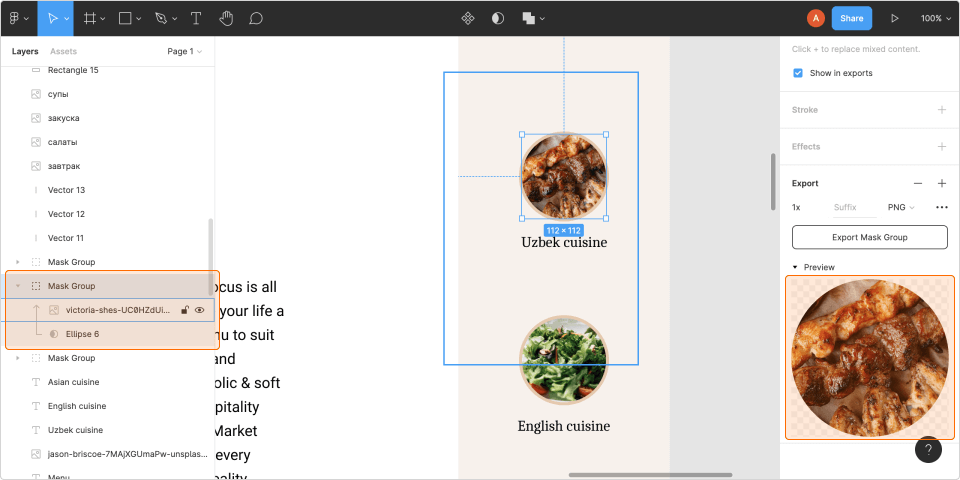 A
Share
100%
Layers
Assets
Page 1
Rectangle 15
супы
закуска
салаты
завтрак
Vector 13
Vector 12
Vector 11
Mask Group
Mask Group
victoria-shes-UC0HZdUi...
Ellipse 6
Mask Group
Asian cuisine
English cuisine
Uzbek cuisine
jason-briscoe-7MAjXGUmaPw-unsplas...
Menu
ocus is all
your life a
nu to suit
and
olic & soft
pitality
Market
every
pality
112 × 112
Uzbek cuisine
English cuisine
Click + to replace mixed content.
Show in exports
Stroke
Effects
Export
1x
Suffix
PNG
Export Mask Group
Preview
?